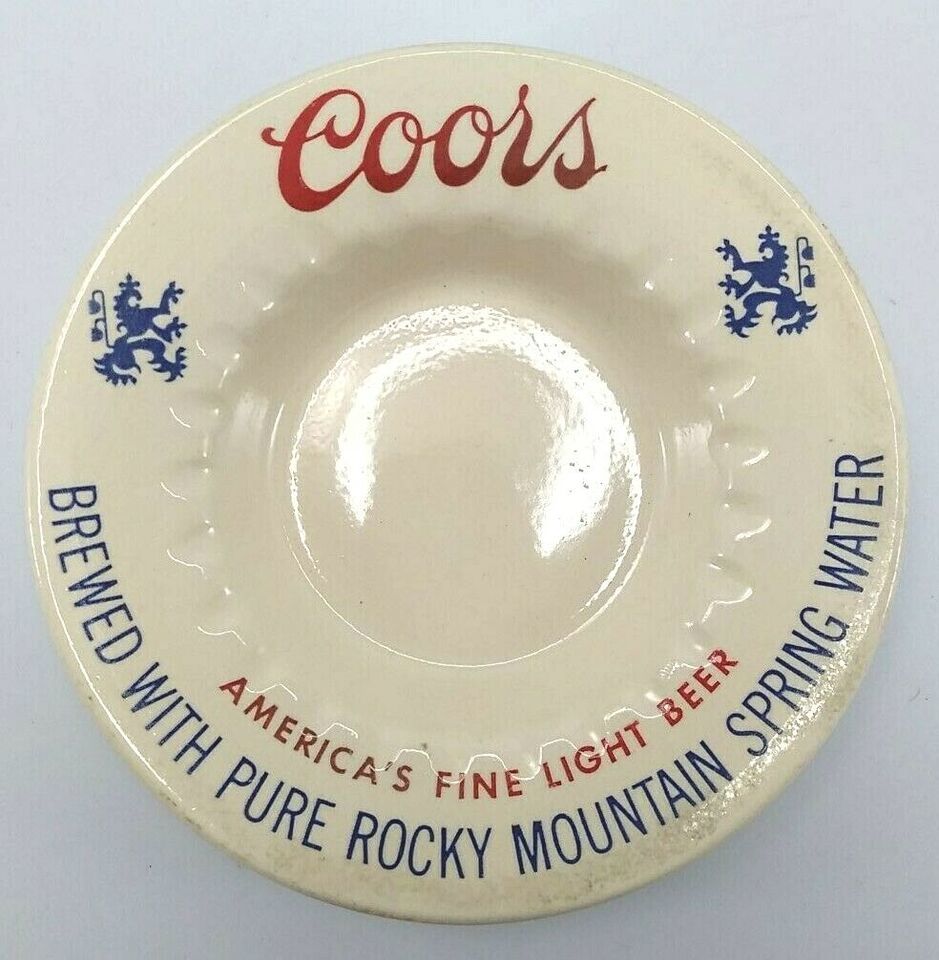 Coors
AMERICA'S FINE LIGHT BEER
BREWED WITH PURE ROCKY MOUNTAIN SPRING WATER